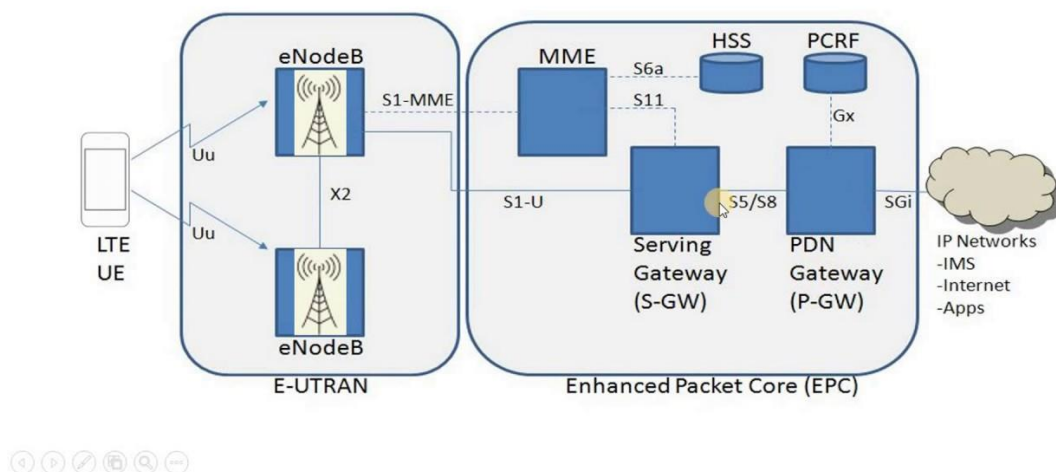 eNodeB
MME
HSS
PCRF
S6a
S1-MME
S11
Gx
Uu
X2
S1-U
S5/S8
SGi
Uu
LTE
UE
Serving
Gateway
(S-GW)
PDN
Gateway
(P-GW)
IP Networks
-IMS
-Internet
-Apps
eNodeB
E-UTRAN
Enhanced Packet Core (EPC)